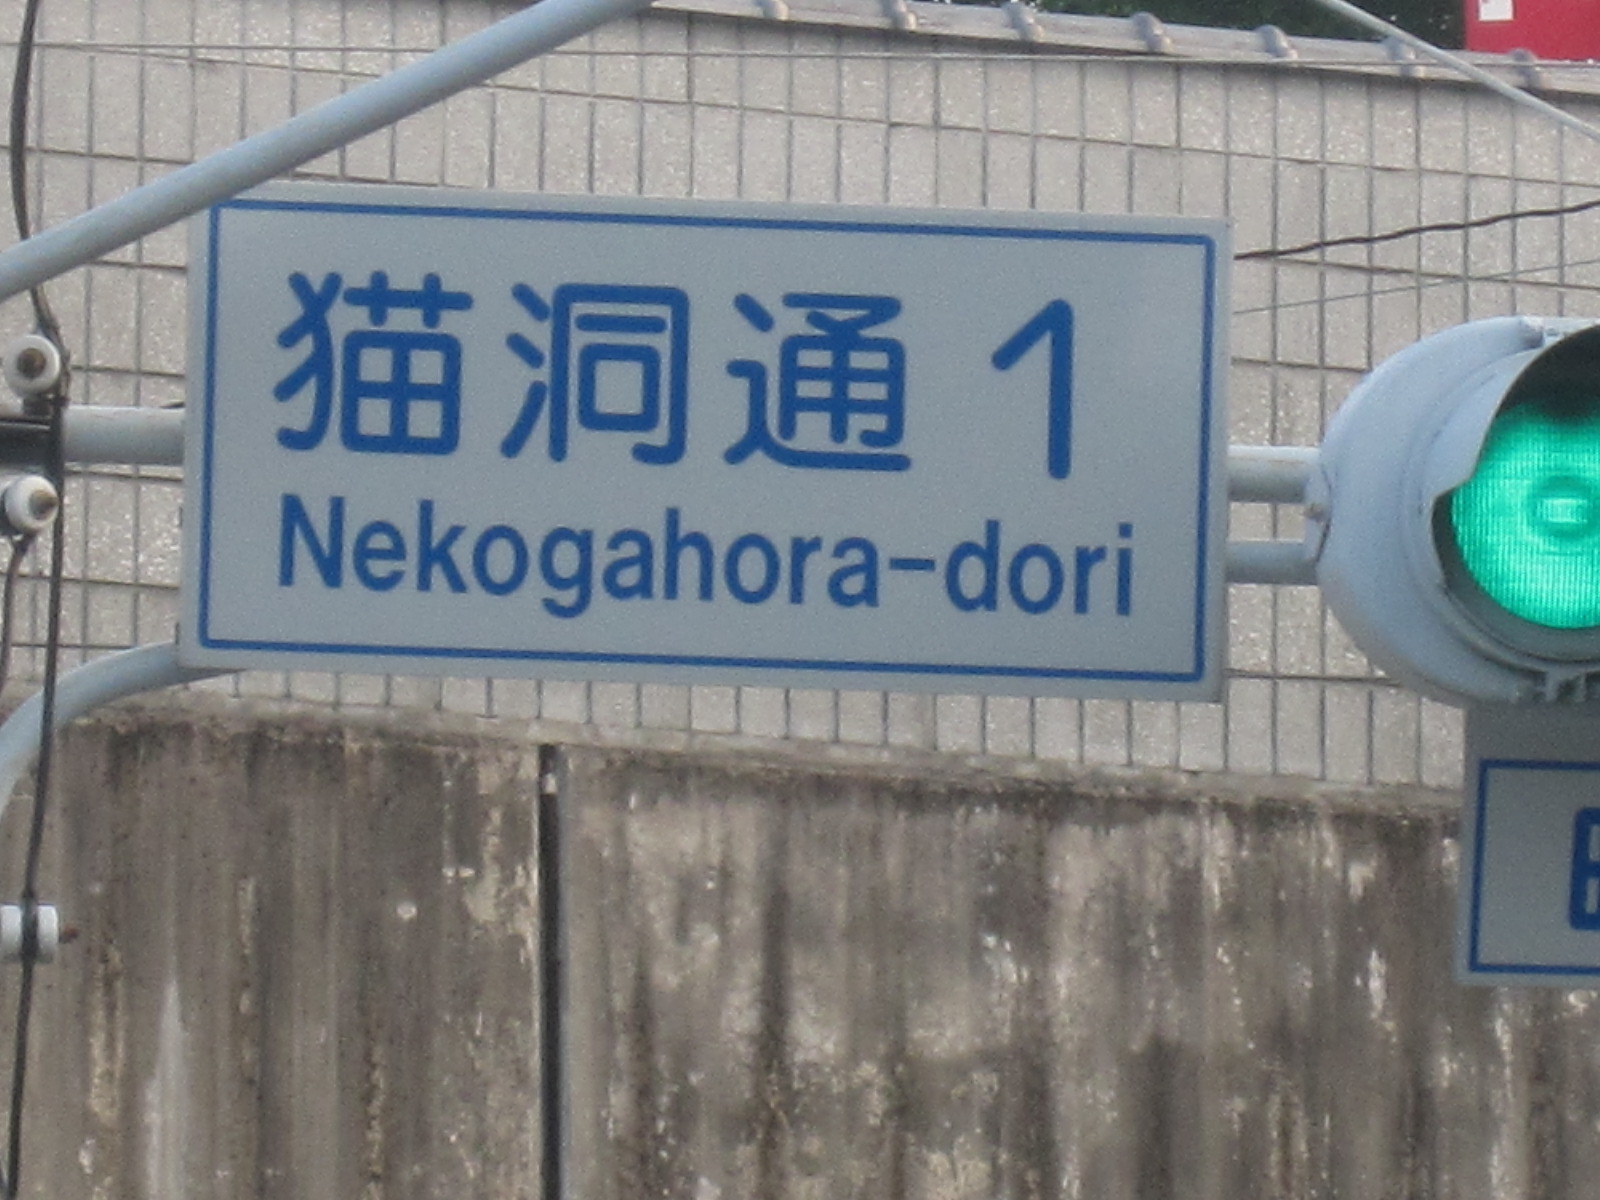 猫洞通1
Nekogahora-dori